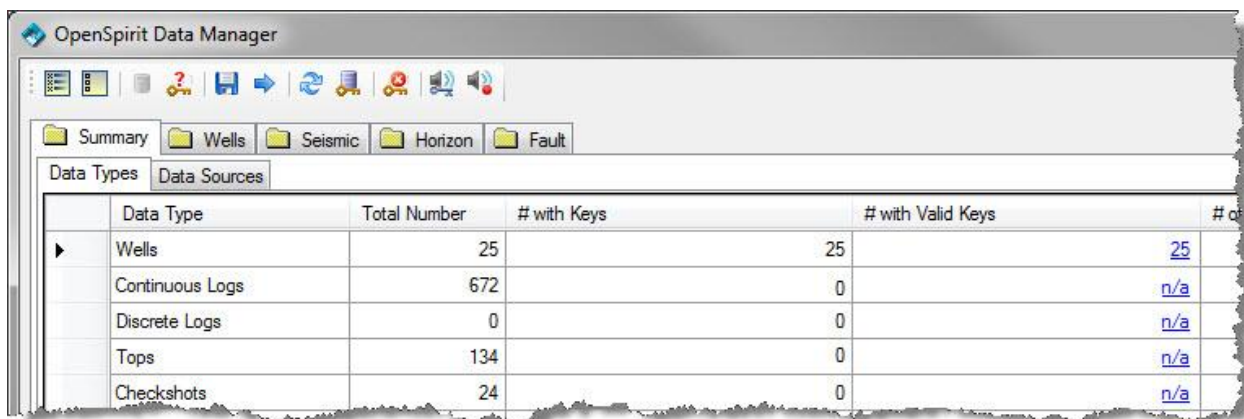 OpenSpirit Data Manager
Summary Wells Seismic Horizon Fault
Data Types Data Sources
Data Type Total Number # with Keys # with Valid Keys #
Wells 25 25 25
Continuous Logs 672 0 n/a
Discrete Logs 0 0 n/a
Tops 134 0 n/a
Checkshots 24 0 n/a